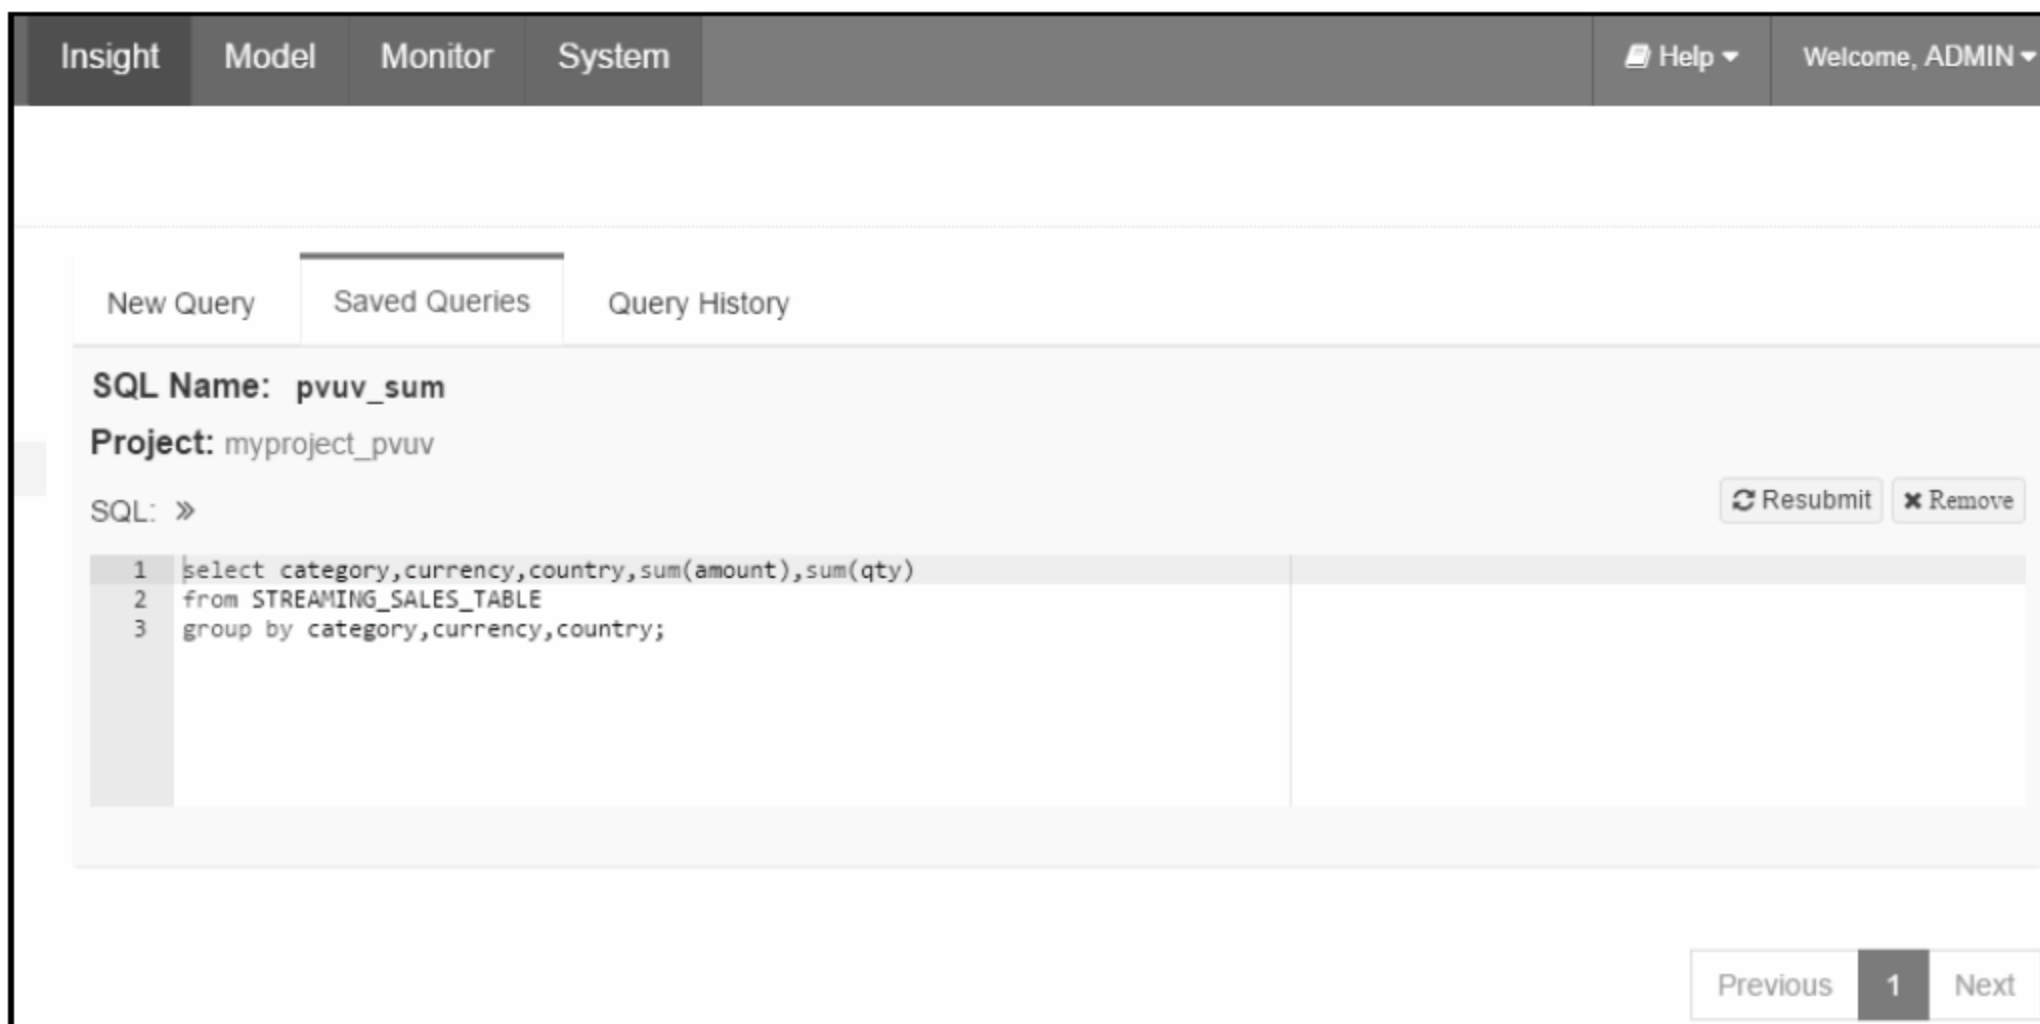 Insight Model Monitor System Help Welcome, ADMIN
New Query Saved Queries Query History
SQL Name: pvuv_sum
Project: myproject_pvuv
SQL: »
Resubmit Remove
1 select category,currency,country,sum(amount),sum(qty)
2 from STREAMING_SALES_TABLE
3 group by category,currency,country;
Previous 1 Next